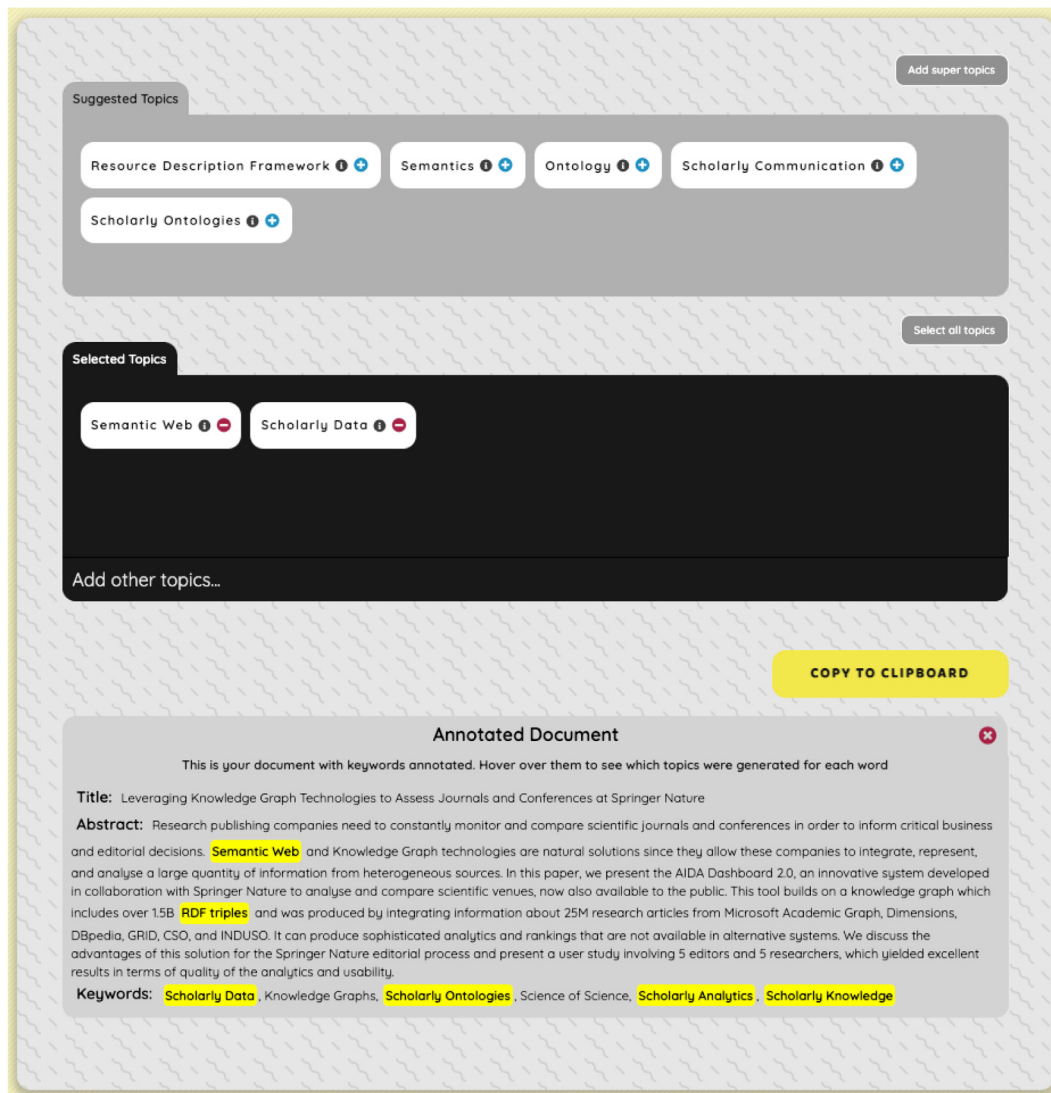 Add super topics
Suggested Topics
Resource Description Framework
Semantics
Ontology
Scholarly Communication
Scholarly Ontologies
Select all topics
Selected Topics
Semantic Web
Scholarly Data
Add other topics...
COPY TO CLIPBOARD
Annotated Document
This is your document with keywords annotated. Hover over them to see which topics were generated for each word
Title: Leveraging Knowledge Graph Technologies to Assess Journals and Conferences at Springer Nature
Abstract: Research publishing companies need to constantly monitor and compare scientific journals and conferences in order to inform critical business
and editorial decisions. Semantic Web and Knowledge Graph technologies are natural solutions since they allow these companies to integrate, represent,
and analyse a large quantity of information from heterogeneous sources. In this paper, we present the AIDA Dashboard 2.0, an innovative system developed
in collaboration with Springer Nature to analyse and compare scientific venues, now also available to the public. This tool builds on a knowledge graph which
includes over 1.5B RDF triples and was produced by integrating information about 25M research articles from Microsoft Academic Graph, Dimensions,
DBpedia, GRID, CSO, and INDUSO. It can produce sophisticated analytics and rankings that are not available in alternative systems. We discuss the
advantages of this solution for the Springer Nature editorial process and present a user study involving 5 editors and 5 researchers, which yielded excellent
results in terms of quality of the analytics and usability.
Keywords: Scholarly Data, Knowledge Graphs, Scholarly Ontologies, Science of Science, Scholarly Analytics, Scholarly Knowledge